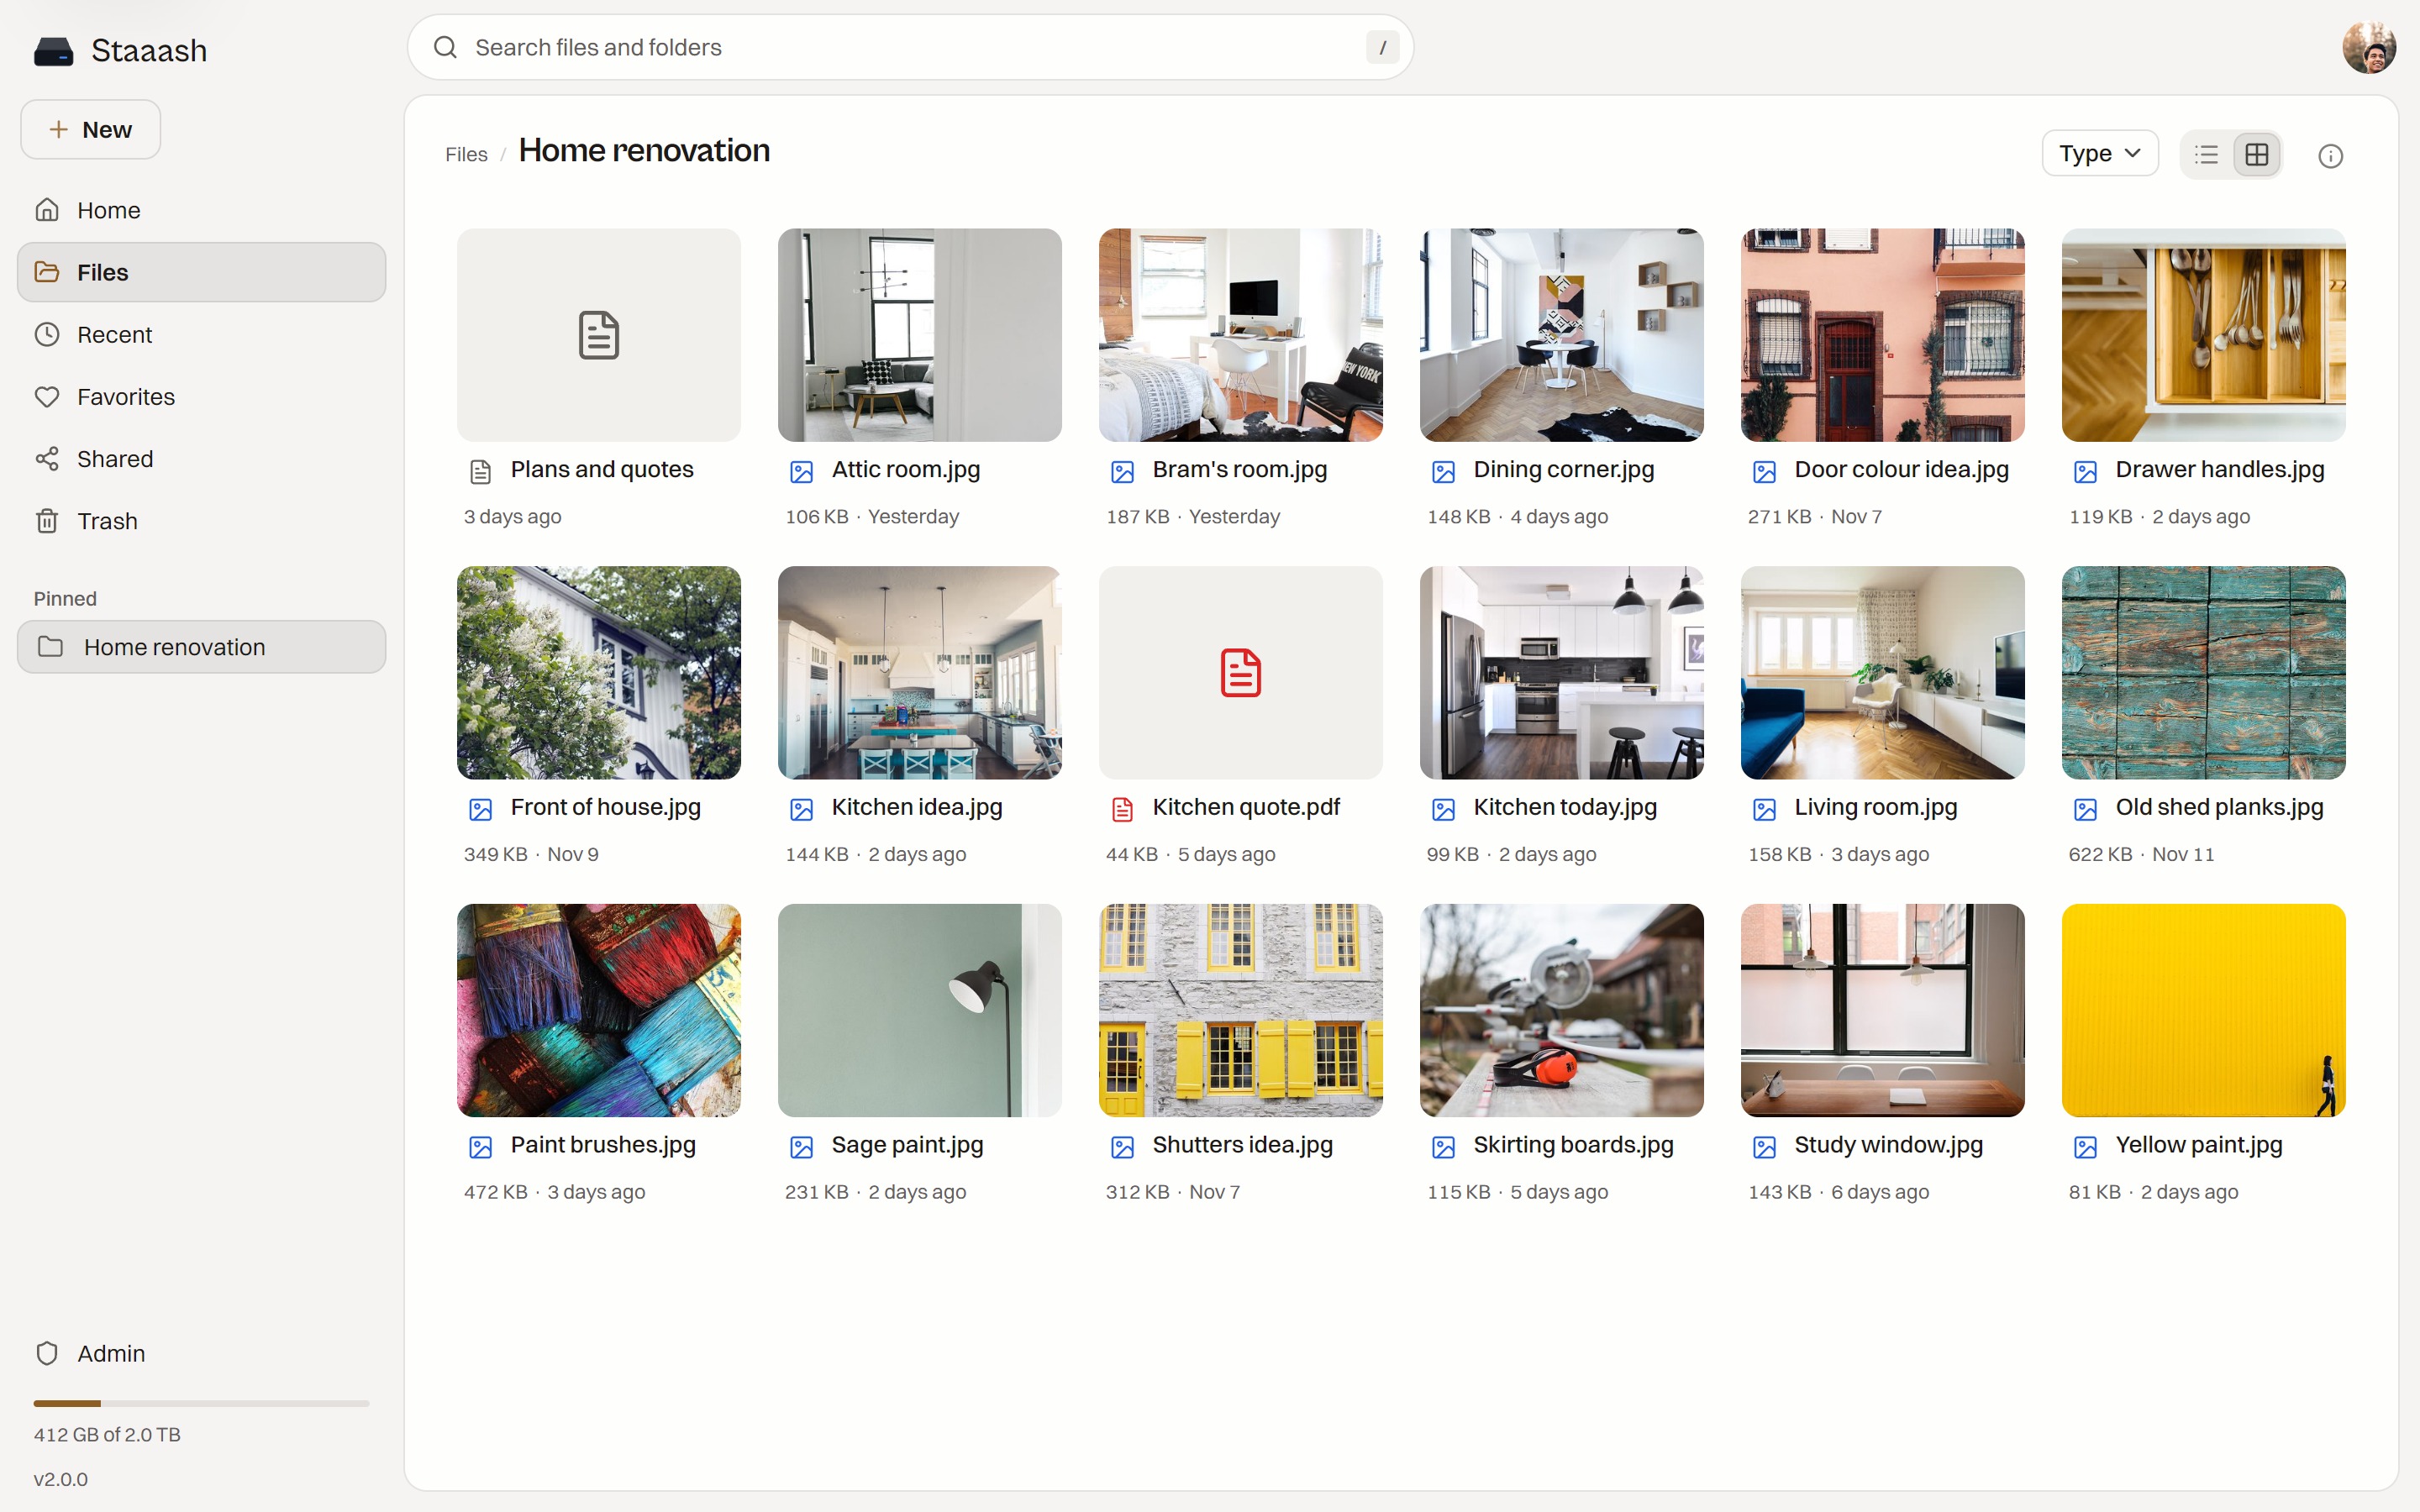 Staaash
Search files and folders
/
New
Home
Files
Recent
Favorites
Shared
Trash
Pinned
Home renovation
Admin
412 GB of 2.0 TB
v2.0.0
Files / Home renovation
Type
NEW YORK
Plans and quotes
3 days ago
Attic room.jpg
106 KB · Yesterday
Bram's room.jpg
187 KB · Yesterday
Dining corner.jpg
148 KB · 4 days ago
Door colour idea.jpg
271 KB · Nov 7
Drawer handles.jpg
119 KB · 2 days ago
Front of house.jpg
349 KB · Nov 9
Kitchen idea.jpg
144 KB · 2 days ago
Kitchen quote.pdf
44 KB · 5 days ago
Kitchen today.jpg
99 KB · 2 days ago
Living room.jpg
158 KB · 3 days ago
Old shed planks.jpg
622 KB · Nov 11
Paint brushes.jpg
472 KB · 3 days ago
Sage paint.jpg
231 KB · 2 days ago
Shutters idea.jpg
312 KB · Nov 7
Skirting boards.jpg
115 KB · 5 days ago
Study window.jpg
143 KB · 6 days ago
Yellow paint.jpg
81 KB · 2 days ago